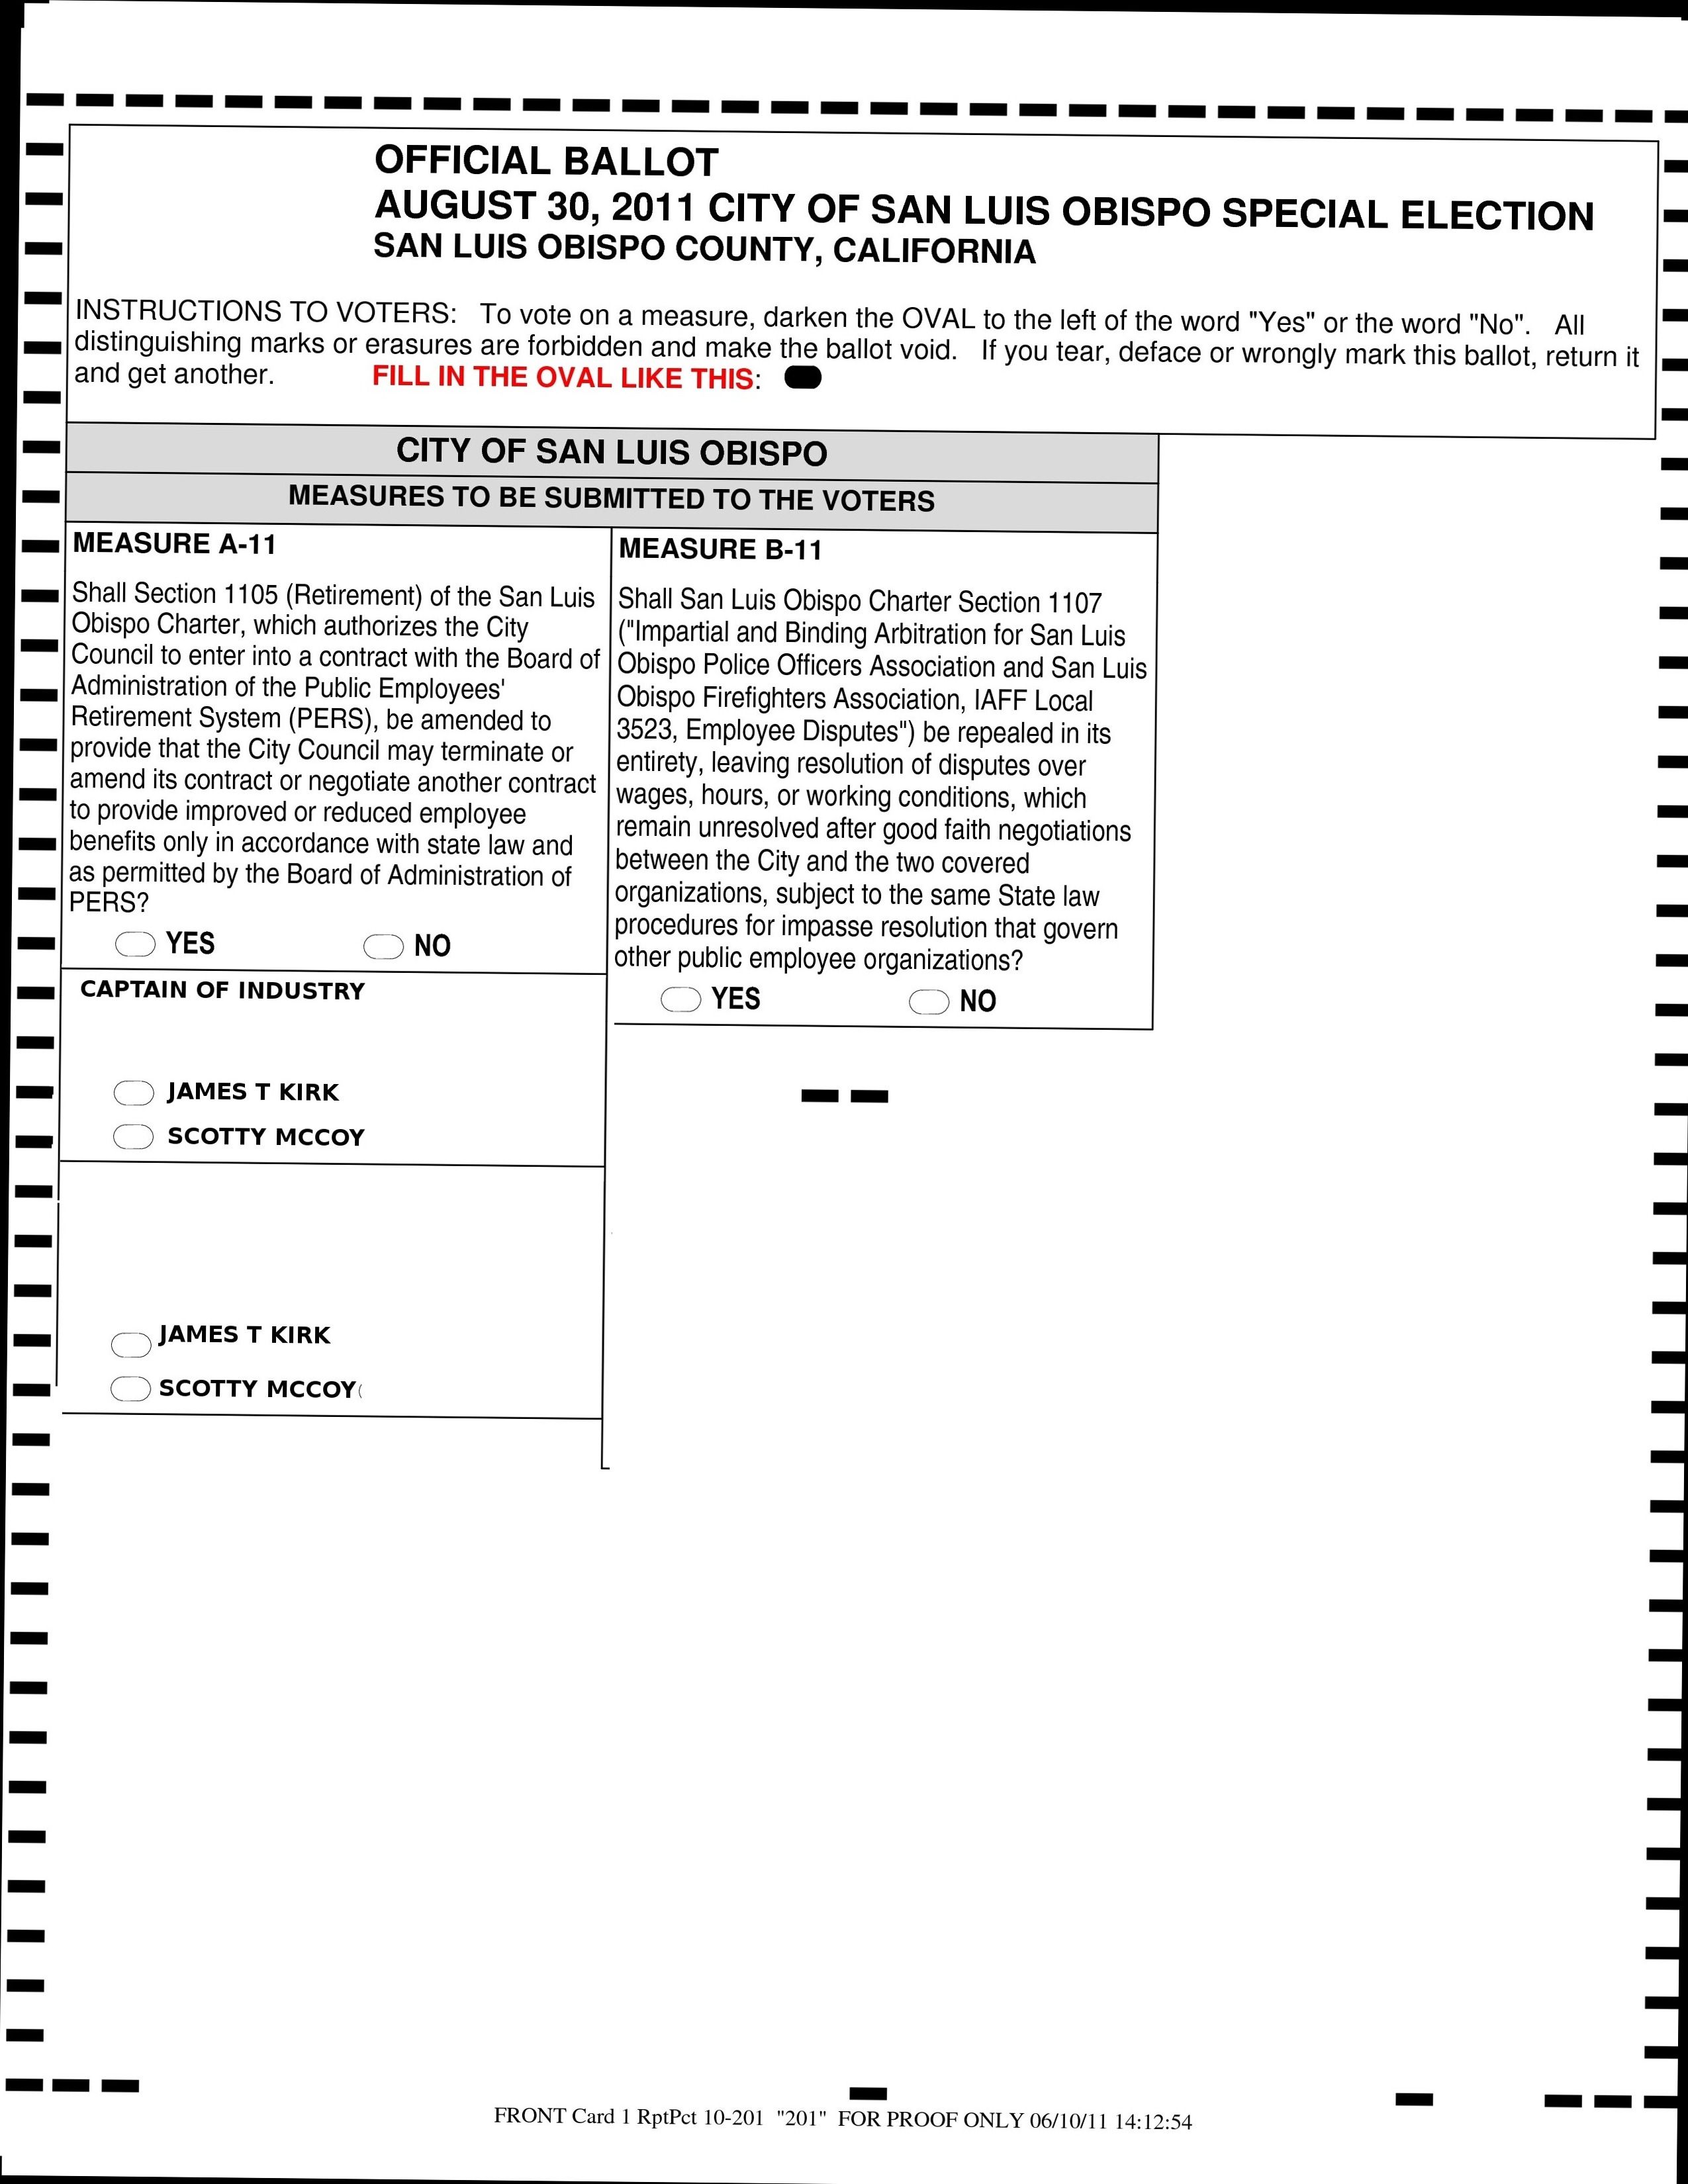 OFFICIAL BALLOT
AUGUST 30, 2011 CITY OF SAN LUIS OBISPO SPECIAL ELECTION
SAN LUIS OBISPO COUNTY, CALIFORNIA
INSTRUCTIONS TO VOTERS: To vote on a measure, darken the OVAL to the left of the word "Yes" or the word "No". All
distinguishing marks or erasures are forbidden and make the ballot void. If you tear, deface or wrongly mark this ballot, return it
and get another. FILL IN THE OVAL LIKE THIS:
CITY OF SAN LUIS OBISPO
MEASURES TO BE SUBMITTED TO THE VOTERS
MEASURE A-11
Shall Section 1105 (Retirement) of the San Luis
Obispo Charter, which authorizes the City
Council to enter into a contract with the Board of
Administration of the Public Employees'
Retirement System (PERS), be amended to
provide that the City Council may terminate or
amend its contract or negotiate another contract
to provide improved or reduced employee
benefits only in accordance with state law and
as permitted by the Board of Administration of
PERS?
YES NO
CAPTAIN OF INDUSTRY
JAMES T KIRK
SCOTTY MCCOY
JAMES T KIRK
SCOTTY MCCOY
MEASURE B-11
Shall San Luis Obispo Charter Section 1107
("Impartial and Binding Arbitration for San Luis
Obispo Police Officers Association and San Luis
Obispo Firefighters Association, IAFF Local
3523, Employee Disputes") be repealed in its
entirety, leaving resolution of disputes over
wages, hours, or working conditions, which
remain unresolved after good faith negotiations
between the City and the two covered
organizations, subject to the same State law
procedures for impasse resolution that govern
other public employee organizations?
YES NO
FRONT Card 1 RptPct 10-201 "201" FOR PROOF ONLY 06/10/11 14:12:54